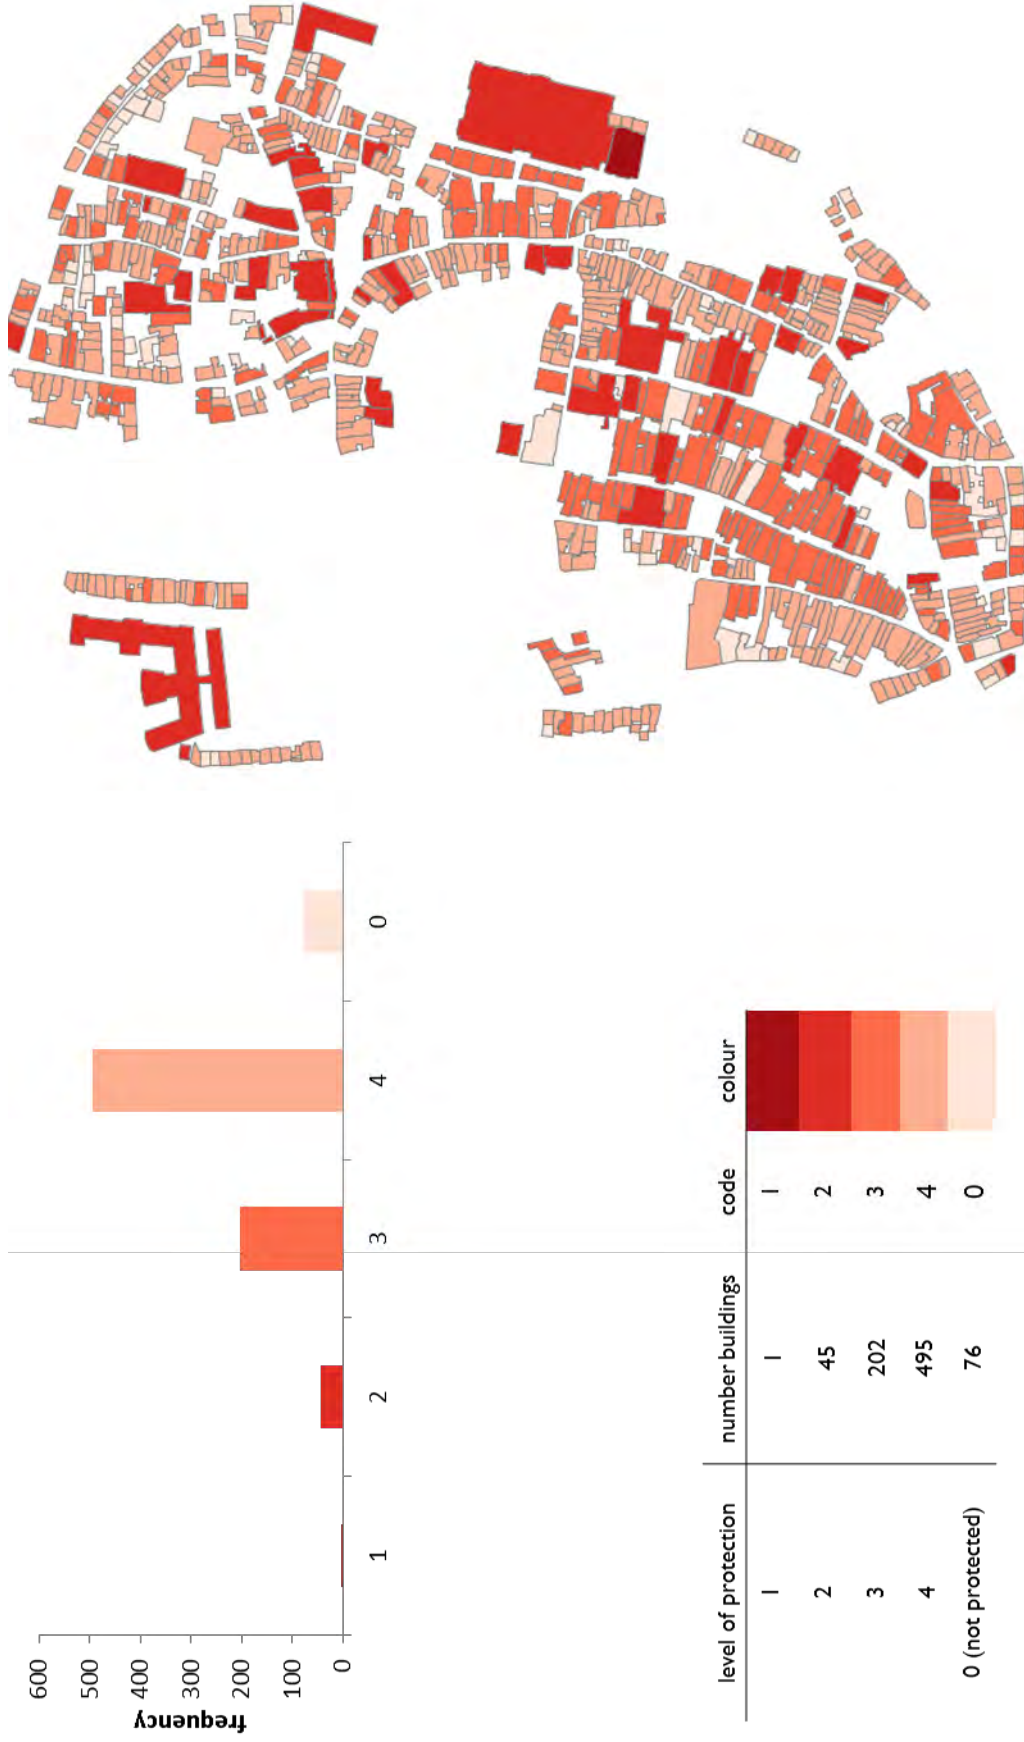 frequency
600
500
400
300
200
100
0
1 2 3 4 0
level of protection number buildings code colour
1 1 1
2 45 2
3 202 3
4 495 4
0 (not protected) 76 0